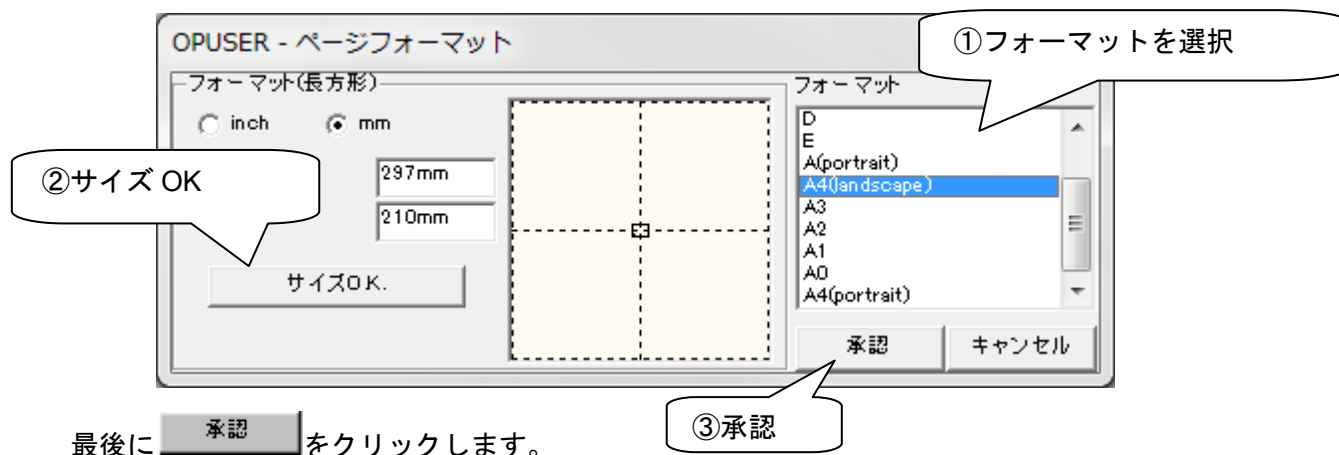 OPUSER - ページフォーマット
①フォーマットを選択
フォーマット(長方形)
フォーマット
inch
mm
②サイズ OK
297mm
210mm
サイズOK.
D
E
A(portrait)
A4(landscape)
A3
A2
A1
A0
A4(portrait)
承認
キャンセル
③承認
最後に 承認 をクリックします。